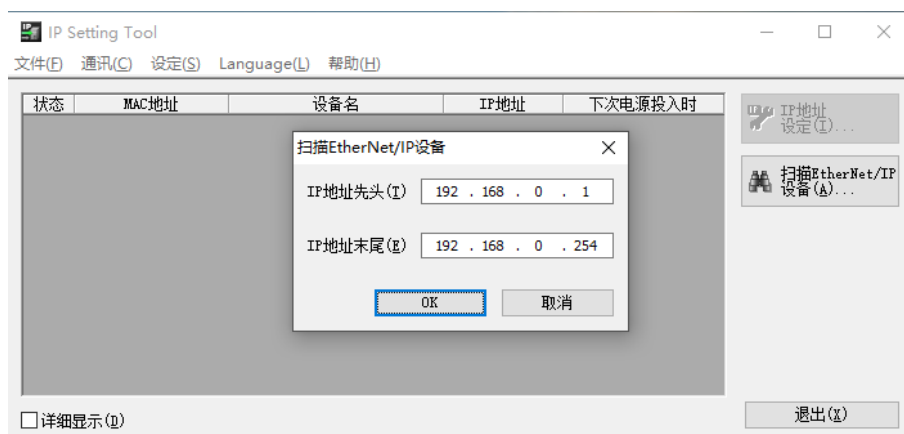 IP Setting Tool
文件(F) 通讯(C) 设定(S) Language(L) 帮助(H)
状态 MAC地址 设备名 IP地址 下次电源投入时
IP地址
设定(I)...
扫描EtherNet/IP
设备(A)...
扫描EtherNet/IP设备
IP地址先头(T) 192 . 168 . 0 . 1
IP地址末尾(E) 192 . 168 . 0 . 254
OK 取消
详细显示(D)
退出(X)